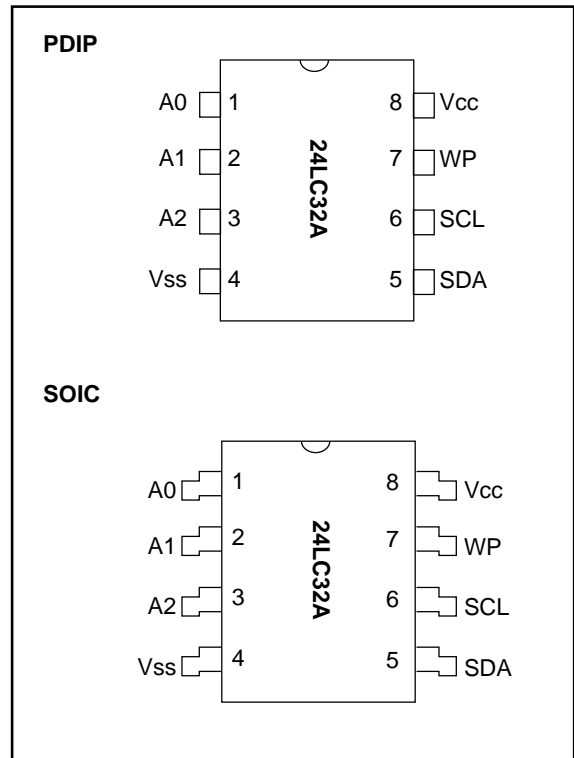 PDIP
A0 1 8 Vcc
A1 2 7 WP
A2 3 6 SCL
Vss 4 5 SDA
24LC32A
SOIC
A0 1 8 Vcc
A1 2 7 WP
A2 3 6 SCL
Vss 4 5 SDA
24LC32A